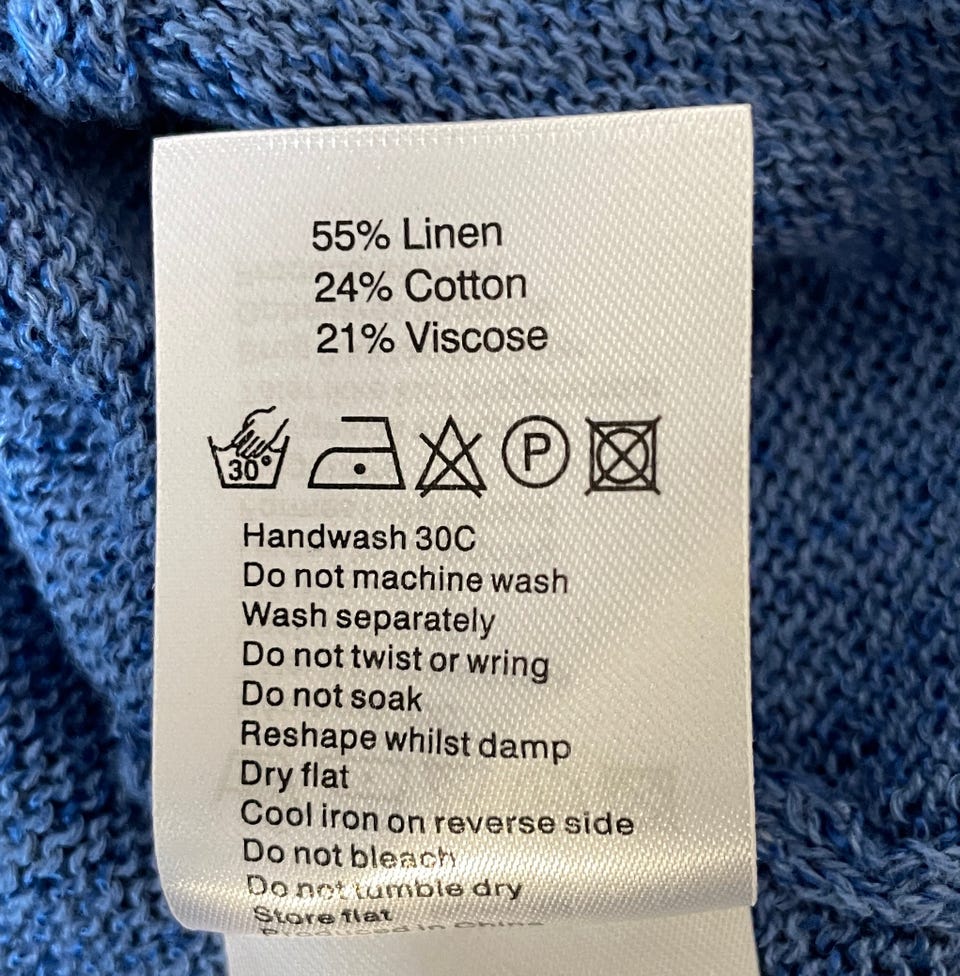 55% Linen
24% Cotton
21% Viscose
30°
P
Handwash 30C
Do not machine wash
Wash separately
Do not twist or wring
Do not soak
Reshape whilst damp
Dry flat
Cool iron on reverse side
Do not bleach
Do not tumble dry
Store flat
in China